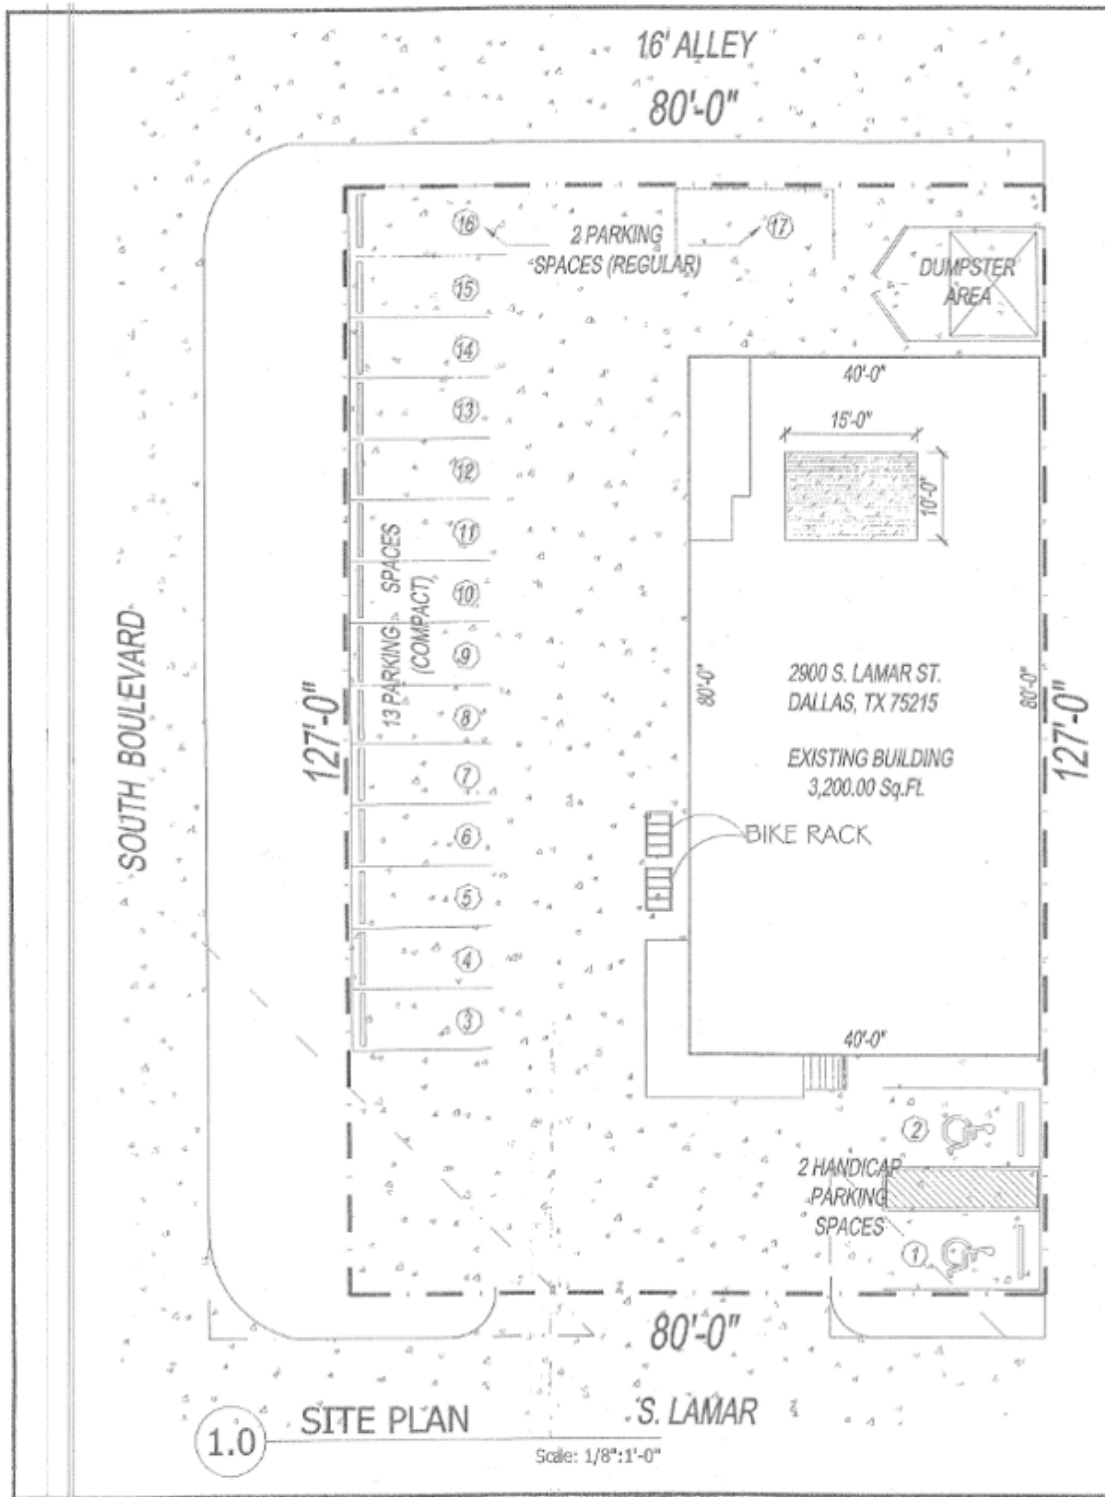 16' ALLEY
80'-0"
16
2 PARKING
SPACES (REGULAR)
17
DUMPSTER
AREA
15
14
13
12
11
10
9
8
7
6
5
4
3
13 PARKING SPACES
(COMPACT)
SOUTH BOULEVARD
127'-0"
40'-0"
15'-0"
10'-0"
80'-0"
2900 S. LAMAR ST.
DALLAS, TX 75215
EXISTING BUILDING
3,200.00 Sq.Ft.
80'-0"
127'-0"
BIKE RACK
40'-0"
2
2 HANDICAP
PARKING
SPACES
1
80'-0"
S. LAMAR
1.0
SITE PLAN
Scale: 1/8":1'-0"